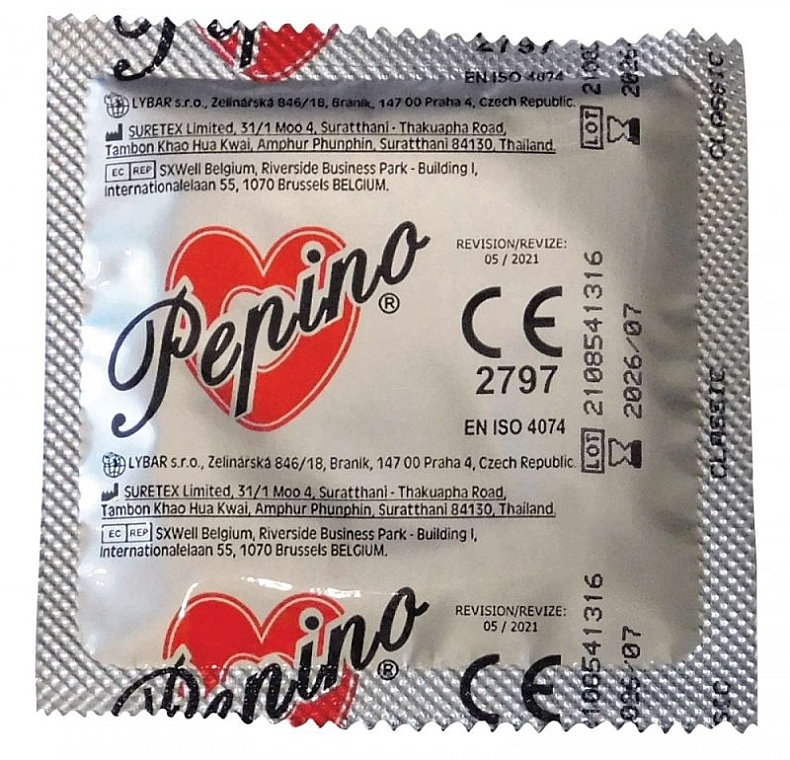 2797
EN ISO 4074
LYBAR s.r.o., Zelinářská 846/18, Braník, 147 00 Praha 4, Czech Republic.
SURETEX Limited, 31/1 Moo 4, Suratthani - Thakuapha Road,
Tambon Khao Hua Kwai, Amphur Phunphin, Suratthani 84130, Thailand.
EC REP SXWell Belgium, Riverside Business Park - Building I,
Internationalelaan 55, 1070 Brussels BELGIUM.
LOT
CLASSIC
Pepino®
REVISION/REVIZE:
05 / 2021
CE
2797
EN ISO 4074
LOT 2108541316
2026/07
CLASSIC
LYBAR s.r.o., Zelinářská 846/18, Braník, 147 00 Praha 4, Czech Republic.
SURETEX Limited, 31/1 Moo 4, Suratthani - Thakuapha Road,
Tambon Khao Hua Kwai, Amphur Phunphin, Suratthani 84130, Thailand.
EC REP SXWell Belgium, Riverside Business Park - Building I,
Internationalelaan 55, 1070 Brussels BELGIUM.
Pepino®
REVISION/REVIZE:
05 / 2021
CE